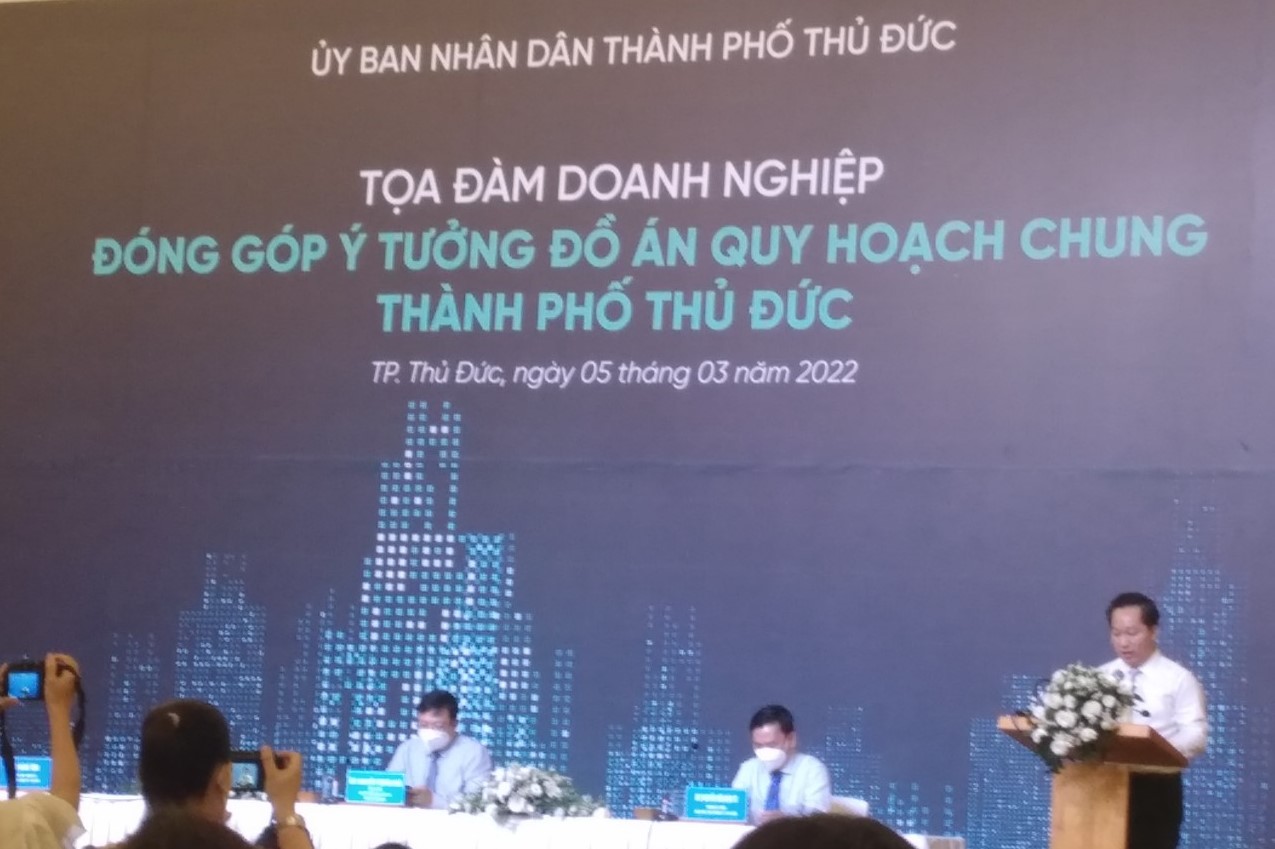 ỦY BAN NHÂN DÂN THÀNH PHỐ THỦ ĐỨC
TỌA ĐÀM DOANH NGHIỆP
ĐÓNG GÓP Ý TƯỞNG ĐỒ ÁN QUY HOẠCH CHUNG
THÀNH PHỐ THỦ ĐỨC
TP. Thủ Đức, ngày 05 tháng 03 năm 2022